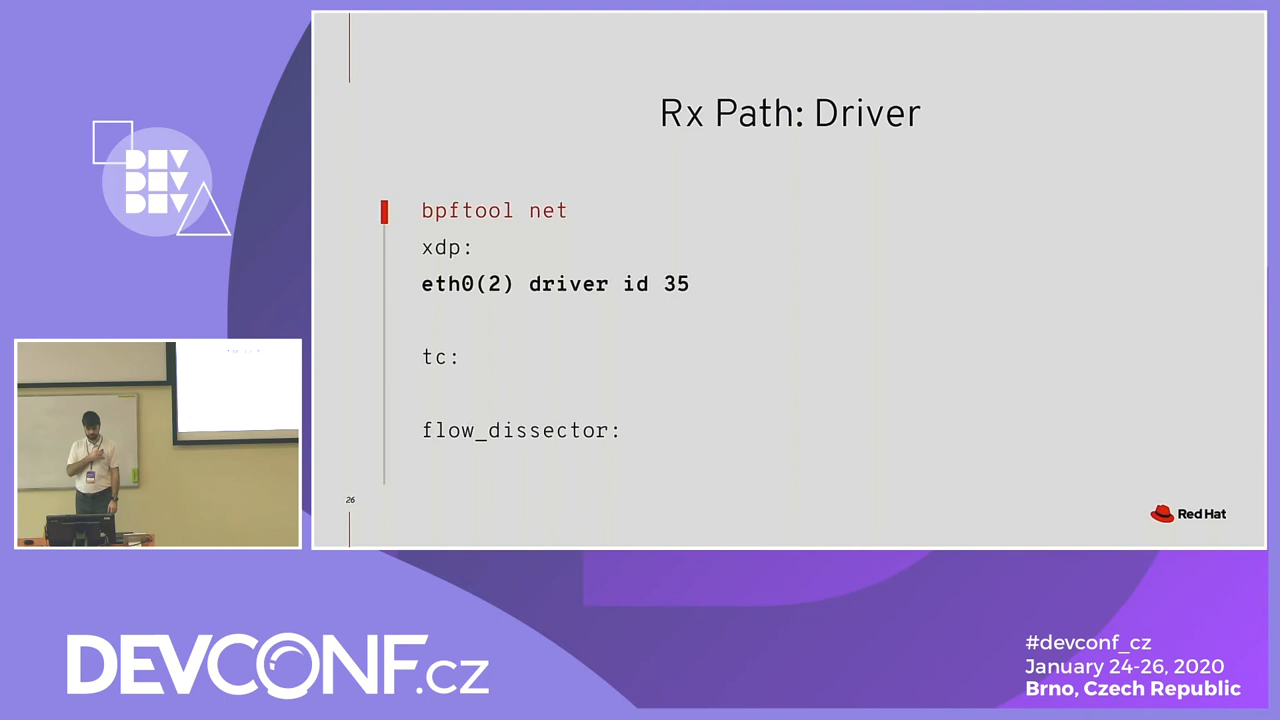 DEV
DEV
DEV
Rx Path: Driver
bpftool net
xdp:
eth0(2) driver id 35
tc:
flow_dissector:
26
Red Hat
DEVCONF.cz
#devconf_cz
January 24-26, 2020
Brno, Czech Republic